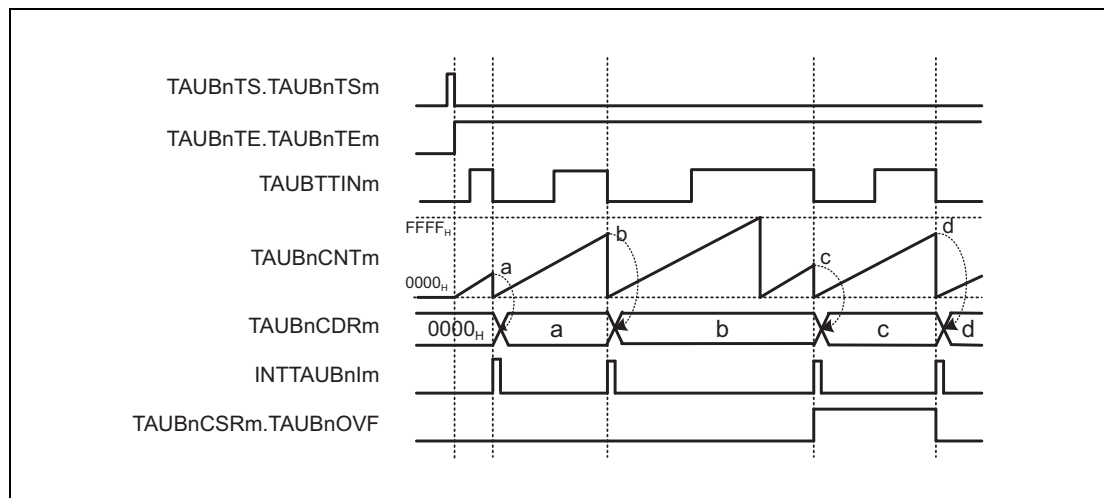 TAUBnTS.TAUBnTSm
TAUBnTE.TAUBnTEm
TAUBTTINm
FFFFH
b
d
TAUBnCNTm
a
c
0000H
TAUBnCDRm
0000H
a
b
c
d
INTTAUBnIm
TAUBnCSRm.TAUBnOVF